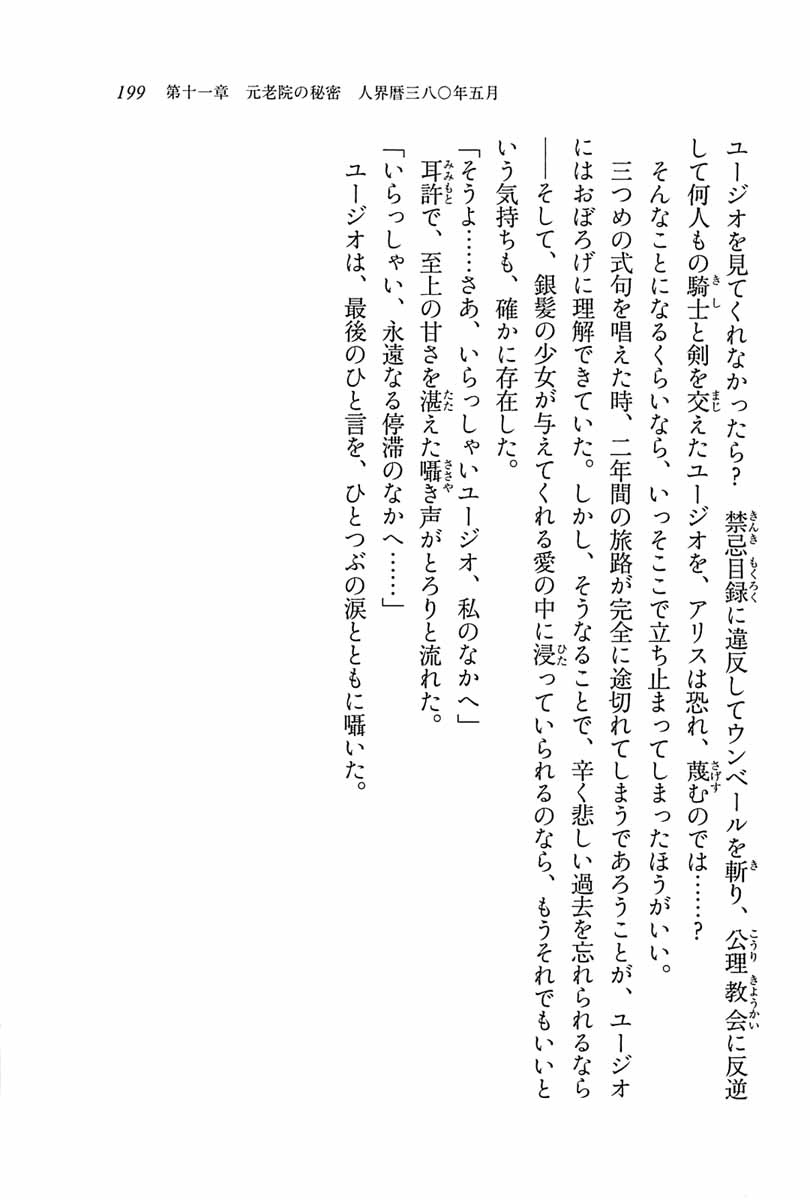 199　第十一章　元老院の秘密　人界暦三八〇年五月
ユージオを見てくれなかったら？　禁忌目録に違反してウンベールを斬り、公理教会に反逆
して何人もの騎士と剣を交えたユージオを、アリスは恐れ、蔑むのでは……？
　そんなことになるくらいなら、いっそここで立ち止まってしまったほうがいい。
　三つめの式句を唱えた時、二年間の旅路が完全に途切れてしまうであろうことが、ユージオ
にはおぼろげに理解できていた。しかし、そうなることで、辛く悲しい過去を忘れられるなら
――そして、銀髪の少女が与えてくれる愛の中に浸っていられるのなら、もうそれでもいいと
いう気持ちも、確かに存在した。
「そうよ……さあ、いらっしゃいユージオ、私のなかへ」
　耳許で、至上の甘さを湛えた囁き声がとろりと流れた。
「いらっしゃい、永遠なる停滞のなかへ……」
　ユージオは、最後のひと言を、ひとつぶの涙とともに囁いた。